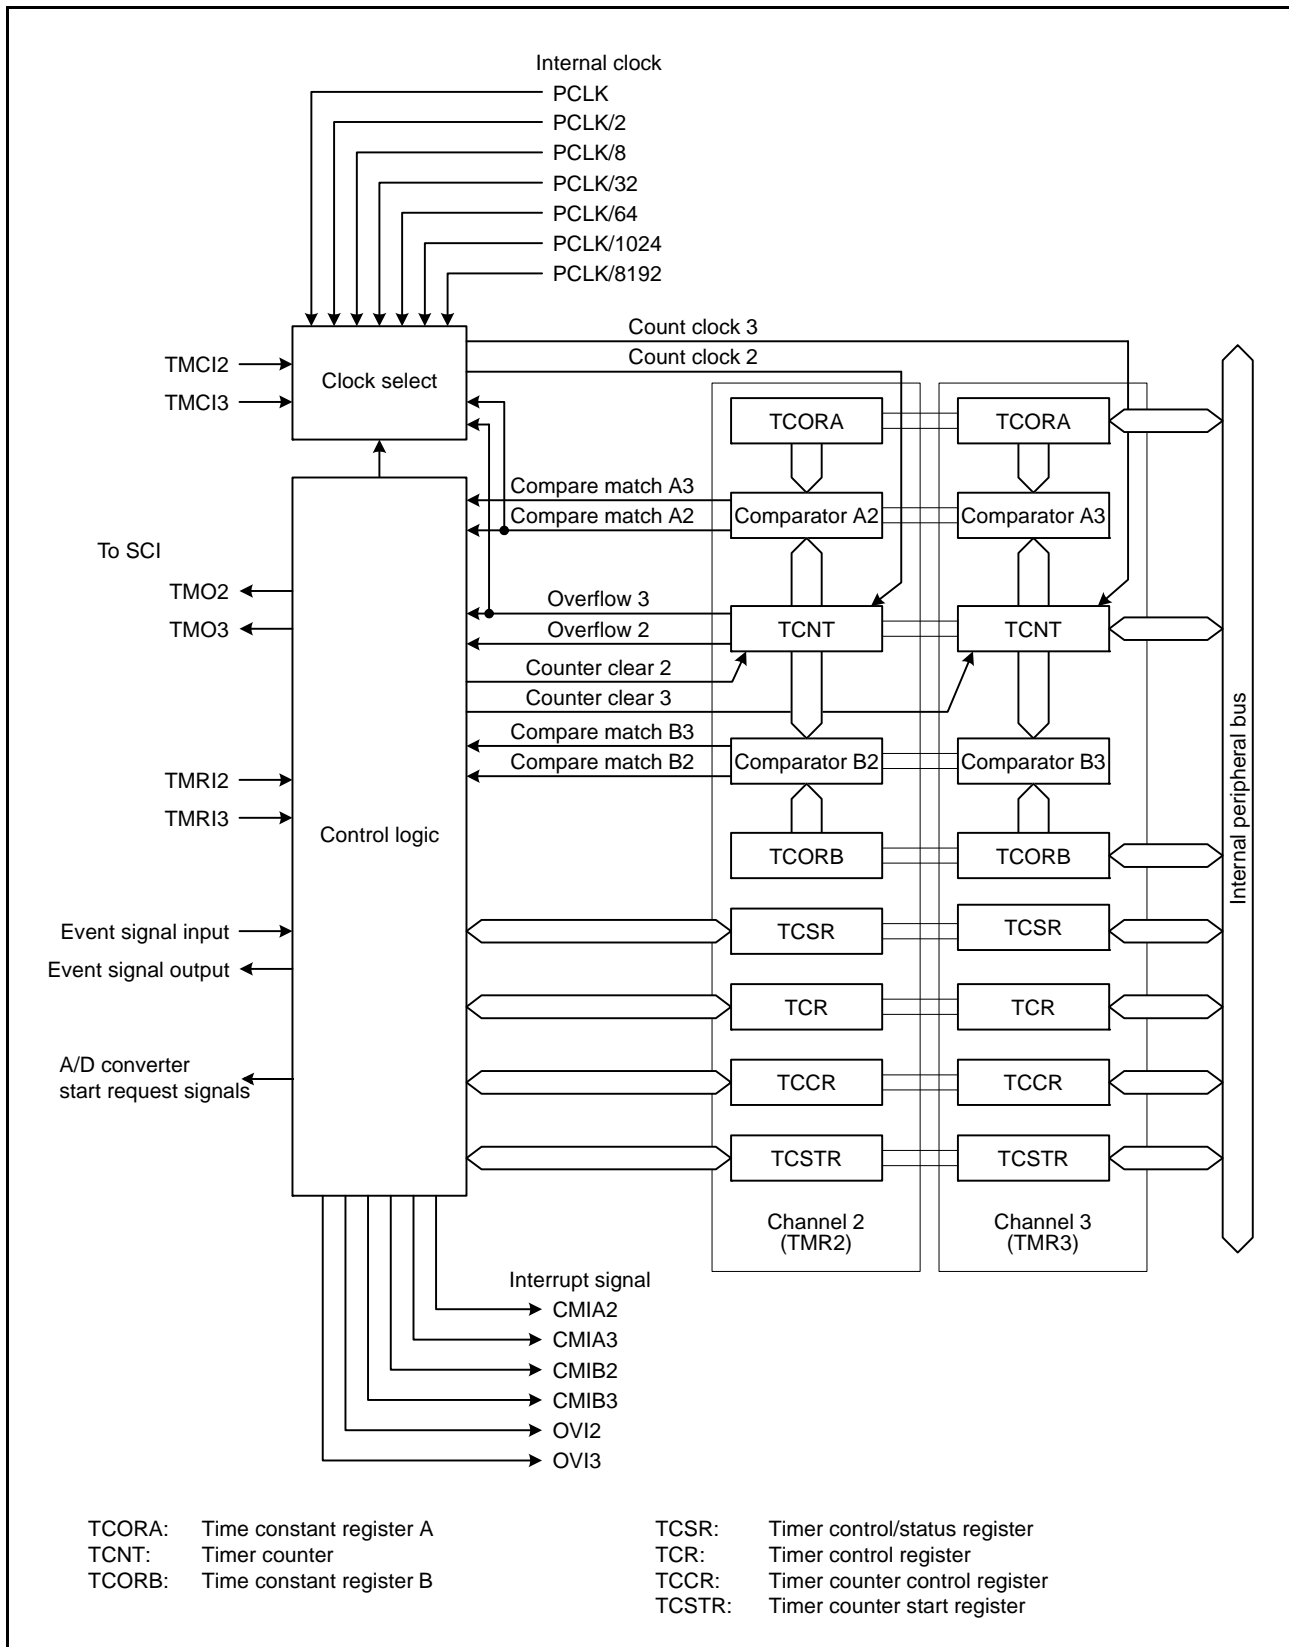 Internal clock
PCLK
PCLK/2
PCLK/8
PCLK/32
PCLK/64
PCLK/1024
PCLK/8192
Count clock 3
Count clock 2
TMCI2
TMCI3
Clock select
TCORA
TCORA
Compare match A3
Compare match A2
Comparator A2
Comparator A3
To SCI
TMO2
TMO3
Overflow 3
Overflow 2
TCNT
TCNT
Counter clear 2
Counter clear 3
Compare match B3
Compare match B2
Comparator B2
Comparator B3
TMRI2
TMRI3
Control logic
TCORB
TCORB
Internal peripheral bus
Event signal input
Event signal output
TCSR
TCSR
TCR
TCR
A/D converter
start request signals
TCCR
TCCR
TCSTR
TCSTR
Channel 2
(TMR2)
Channel 3
(TMR3)
Interrupt signal
CMIA2
CMIA3
CMIB2
CMIB3
OVI2
OVI3
TCORA: Time constant register A
TCNT: Timer counter
TCORB: Time constant register B
TCSR: Timer control/status register
TCR: Timer control register
TCCR: Timer counter control register
TCSTR: Timer counter start register